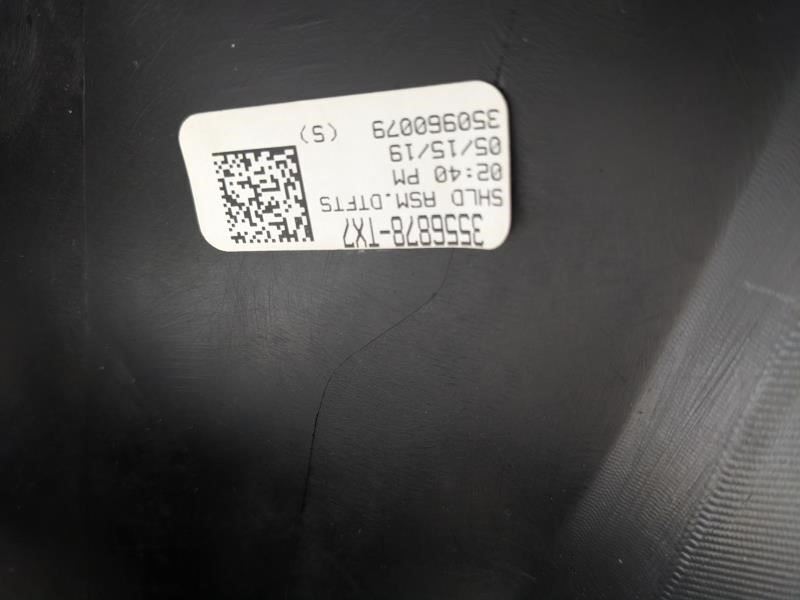 3556878-TX7
SHLD ASM.DTFTS
02:40 PM
05/15/19
350960079 (S)